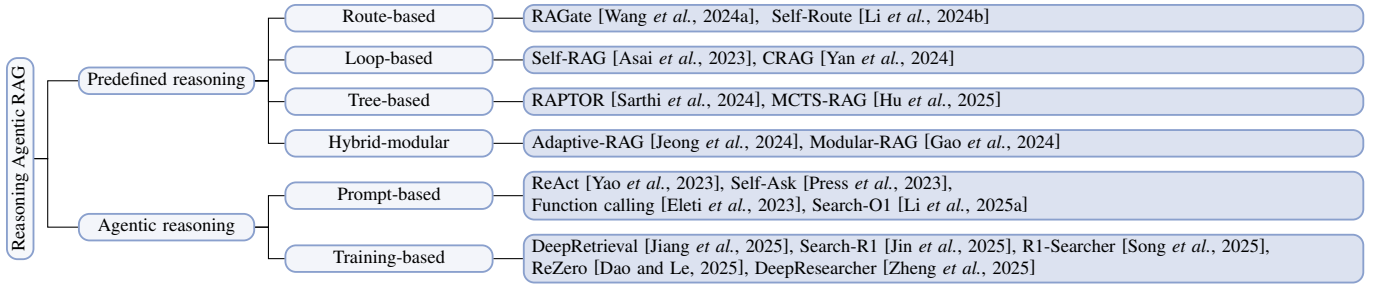 Reasoning Agentic RAG
Predefined reasoning
Route-based
RAGate [Wang et al., 2024a], Self-Route [Li et al., 2024b]
Loop-based
Self-RAG [Asai et al., 2023], CRAG [Yan et al., 2024]
Tree-based
RAPTOR [Sarthi et al., 2024], MCTS-RAG [Hu et al., 2025]
Hybrid-modular
Adaptive-RAG [Jeong et al., 2024], Modular-RAG [Gao et al., 2024]
Agentic reasoning
Prompt-based
ReAct [Yao et al., 2023], Self-Ask [Press et al., 2023],
Function calling [Eleti et al., 2023], Search-O1 [Li et al., 2025a]
Training-based
DeepRetrieval [Jiang et al., 2025], Search-R1 [Jin et al., 2025], R1-Searcher [Song et al., 2025],
ReZero [Dao and Le, 2025], DeepResearcher [Zheng et al., 2025]